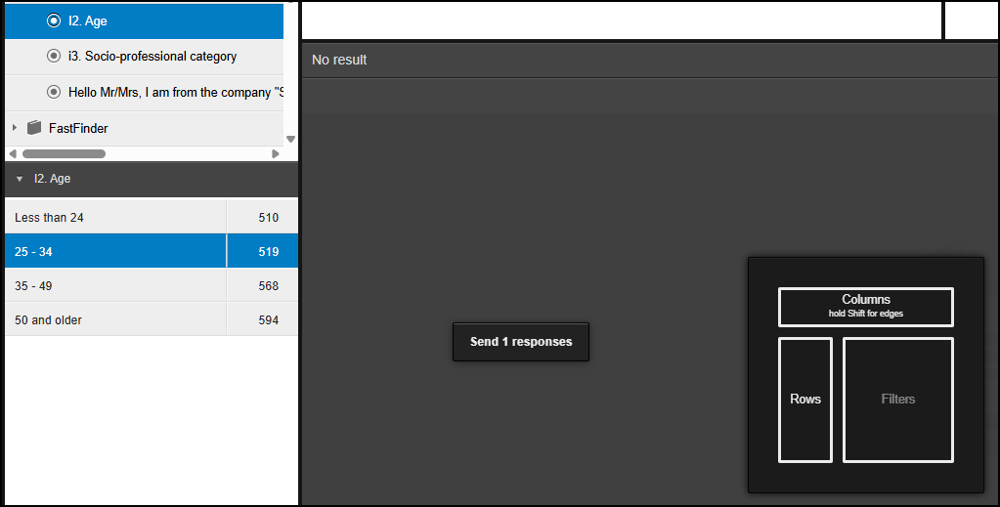 I2. Age
i3. Socio-professional category
Hello Mr/Mrs, I am from the company "S
FastFinder
I2. Age
Less than 24 510
25 - 34 519
35 - 49 568
50 and older 594
No result
Send 1 responses
Columns
hold Shift for edges
Rows
Filters